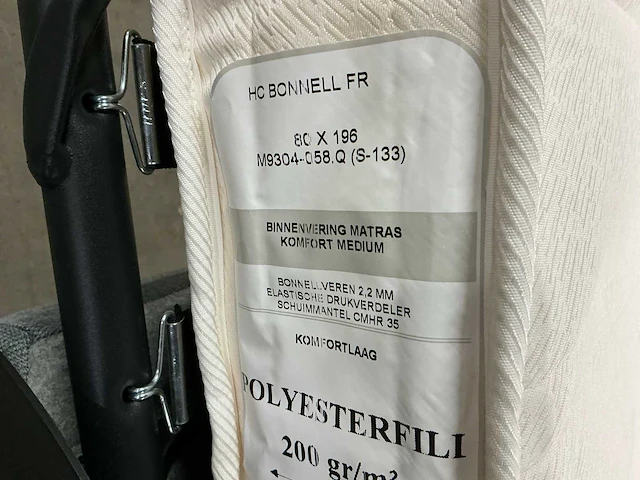 HC BONNELL FR
80 X 196
M9304-058.Q (S-133)
BINNENVERING MATRAS
KOMFORT MEDIUM
BONNELLVEREN 2,2 MM
ELASTISCHE DRUKVERDELER
SCHUIMMANTEL CMHR 35
KOMFORTLAAG
POLYESTERFILL
200 gr/m²